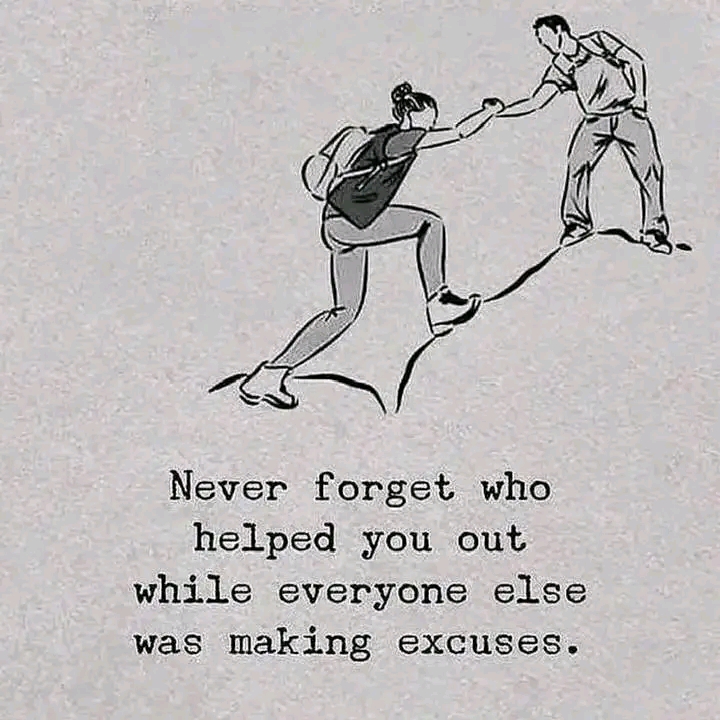 Never forget who
helped you out
while everyone else
was making excuses.